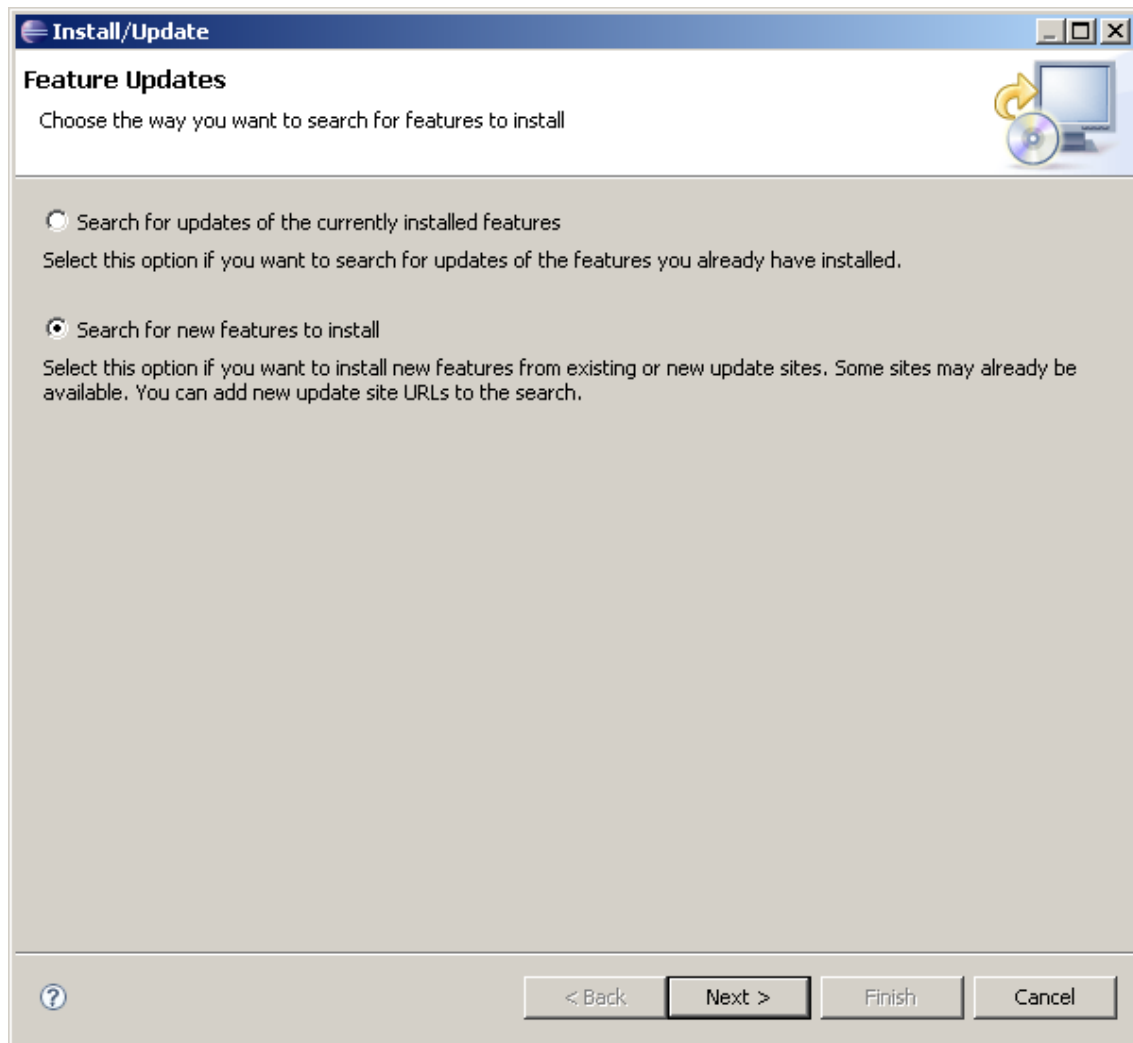 Install/Update
Feature Updates
Choose the way you want to search for features to install
Search for updates of the currently installed features
Select this option if you want to search for updates of the features you already have installed.
Search for new features to install
Select this option if you want to install new features from existing or new update sites. Some sites may already be
available. You can add new update site URLs to the search.
? < Back Next > Finish Cancel